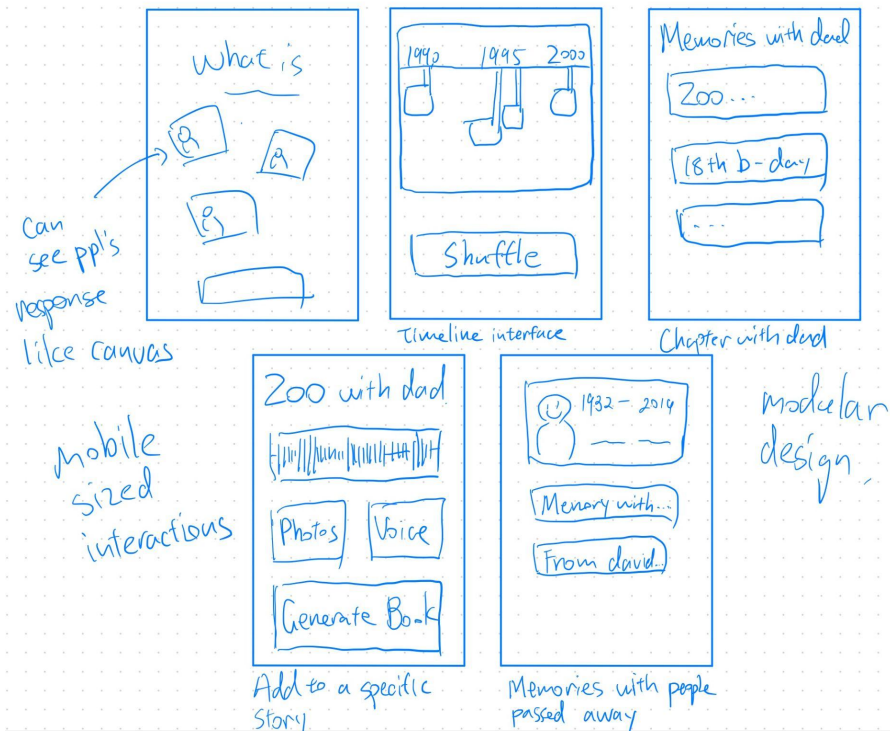 What is
Can
see ppl's
response
like canvas
1990 1995 2000
Shuffle
Timeline interface
Memories with dad
Zoo...
18th b-day
...
Chapter with dad
mobile
sized
interactions
Zoo with dad
Photos
Voice
Generate Book
Add to a specific
story
1932 - 2014
Memory with...
From david..
Memories with people
passed away
modular
design